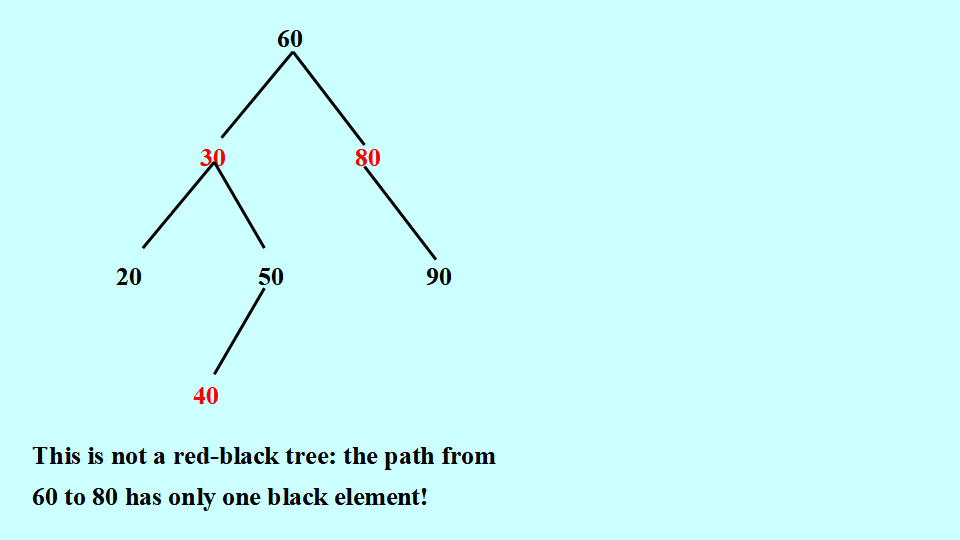 60
30 80
20 50 90
40
This is not a red-black tree: the path from
60 to 80 has only one black element!